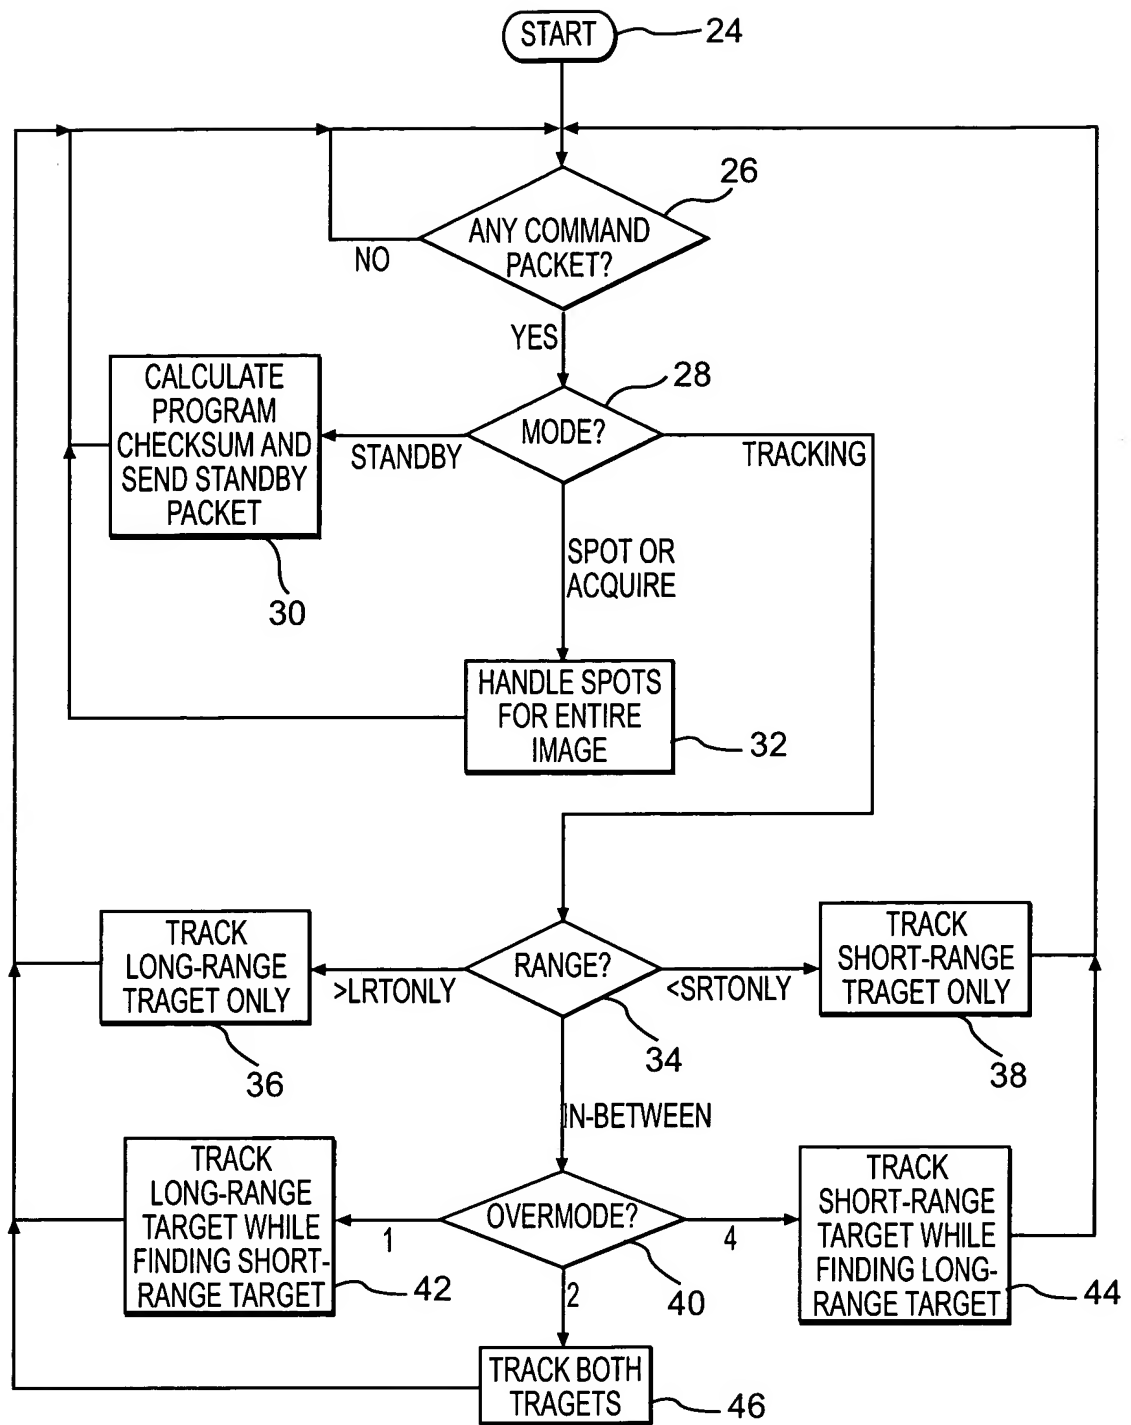 START
24
26
ANY COMMAND
PACKET?
NO
YES
28
CALCULATE
PROGRAM
CHECKSUM AND
SEND STANDBY
PACKET
MODE?
STANDBY
TRACKING
30
SPOT OR
ACQUIRE
HANDLE SPOTS
FOR ENTIRE
IMAGE
32
TRACK
LONG-RANGE
TRAGET ONLY
36
>LRTONLY
RANGE?
34
<SRTONLY
TRACK
SHORT-RANGE
TRAGET ONLY
38
IN-BETWEEN
TRACK
LONG-RANGE
TARGET WHILE
FINDING SHORT-
RANGE TARGET
42
1
OVERMODE?
40
4
TRACK
SHORT-RANGE
TARGET WHILE
FINDING LONG-
RANGE TARGET
44
2
TRACK BOTH
TRAGETS
46